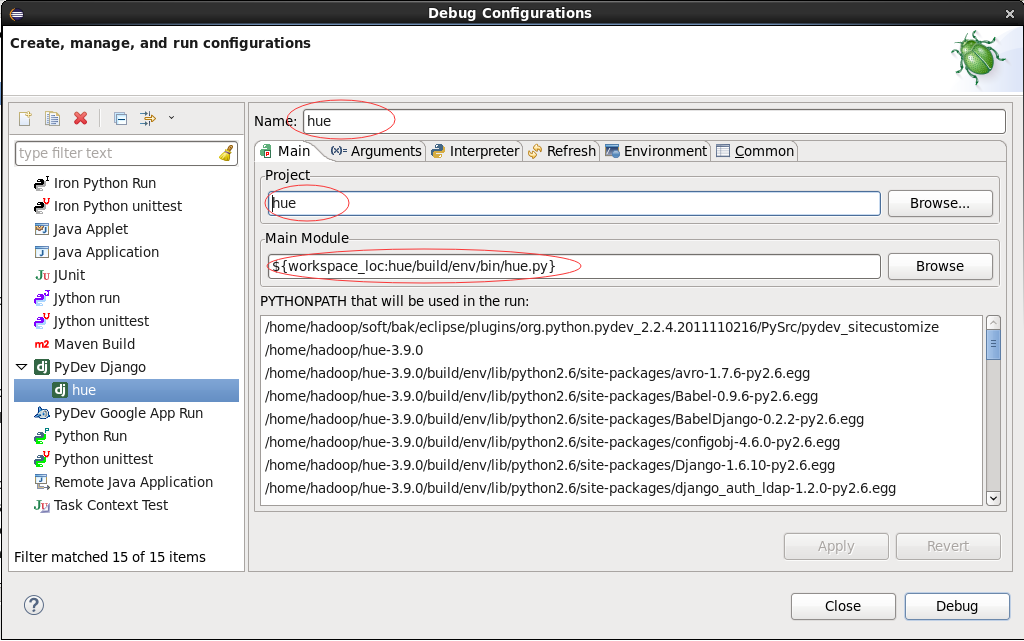 Debug Configurations
Create, manage, and run configurations
type filter text
Iron Python Run
Iron Python unittest
Java Applet
Java Application
JUnit
Jython run
Jython unittest
Maven Build
PyDev Django
hue
PyDev Google App Run
Python Run
Python unittest
Remote Java Application
Task Context Test
Filter matched 15 of 15 items
Name: hue
Main Arguments Interpreter Refresh Environment Common
Project
hue Browse...
Main Module
${workspace_loc:hue/build/env/bin/hue.py} Browse
PYTHONPATH that will be used in the run:
/home/hadoop/soft/bak/eclipse/plugins/org.python.pydev_2.2.4.2011110216/PySrc/pydev_sitecustomize
/home/hadoop/hue-3.9.0
/home/hadoop/hue-3.9.0/build/env/lib/python2.6/site-packages/avro-1.7.6-py2.6.egg
/home/hadoop/hue-3.9.0/build/env/lib/python2.6/site-packages/Babel-0.9.6-py2.6.egg
/home/hadoop/hue-3.9.0/build/env/lib/python2.6/site-packages/BabelDjango-0.2.2-py2.6.egg
/home/hadoop/hue-3.9.0/build/env/lib/python2.6/site-packages/configobj-4.6.0-py2.6.egg
/home/hadoop/hue-3.9.0/build/env/lib/python2.6/site-packages/Django-1.6.10-py2.6.egg
/home/hadoop/hue-3.9.0/build/env/lib/python2.6/site-packages/django_auth_ldap-1.2.0-py2.6.egg
Apply Revert
Close Debug